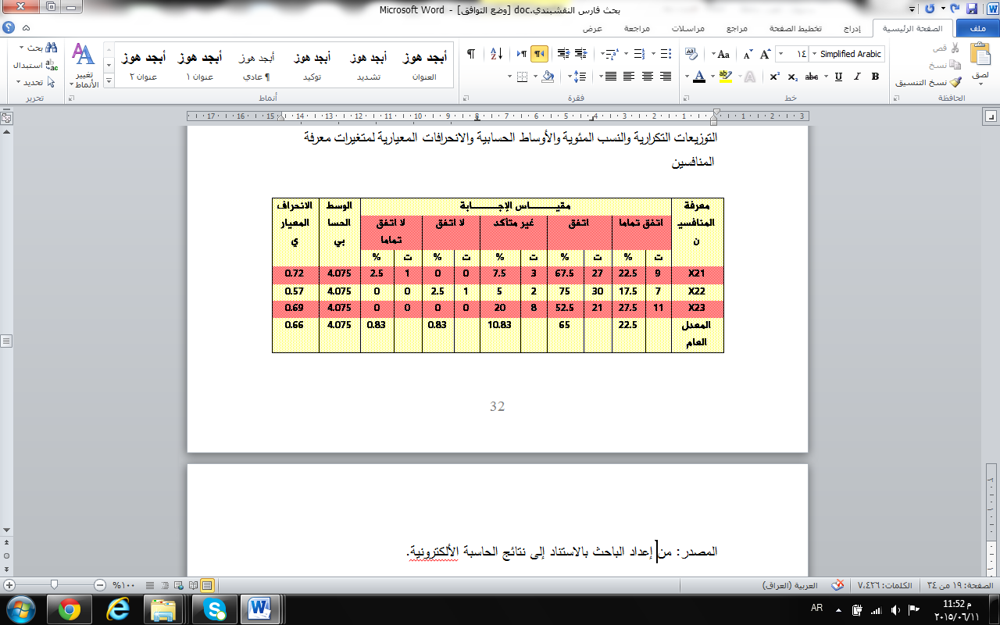 بحث فارس النقشبندي.doc [وضع التوافق] - Microsoft Word
ملف الصفحة الرئيسية إدراج تخطيط الصفحة مراجع مراسلات مراجعة عرض
لصق
قص
نسخ
نسخ التنسيق
الحافظة
Simplified Arabic ١٤
خط
فقرة
أبجد هوز أبجد هوز أبجد هوز أبجد هوز أبجد هوز أبجد هوز
العنوان تشديد توكيد ¶ عادي عنوان ١ عنوان ٢
تغيير
الأنماط
أنماط
بحث
استبدال
تحديد
تحرير
3 2 1 1 2 3 4 5 6 7 8 9 10 11 12 13 14 15 16 17
التوزيعات التكرارية والنسب المئوية والأوساط الحسابية والانحرافات المعيارية لمتغيرات معرفة
المنافسين
معرفة المنافسيـ ن مقيـــــــاس الإجـــــــابة الوسط الحسا بي الانحراف المعيار ي
اتفق تماما اتفق غير متأكد لا اتفق لا اتفق تماما
ت % ت % ت % ت % ت %
X21 9 22.5 27 67.5 3 7.5 0 0 1 2.5 4.075 0.72
X22 7 17.5 30 75 2 5 1 2.5 0 0 4.075 0.57
X23 11 27.5 21 52.5 8 20 0 0 0 0 4.075 0.69
المعدل العام 22.5 65 10.83 0.83 0.83 4.075 0.66
32
المصدر: من إعداد الباحث بالاستناد إلى نتائج الحاسبة الألكترونية.
الصفحة: ١٩ من ٣٤ الكلمات: ٧.٤٢٦ العربية (العراق) ١٠٠%
AR
11:52 م
٢٠١٥/٠٦/١١